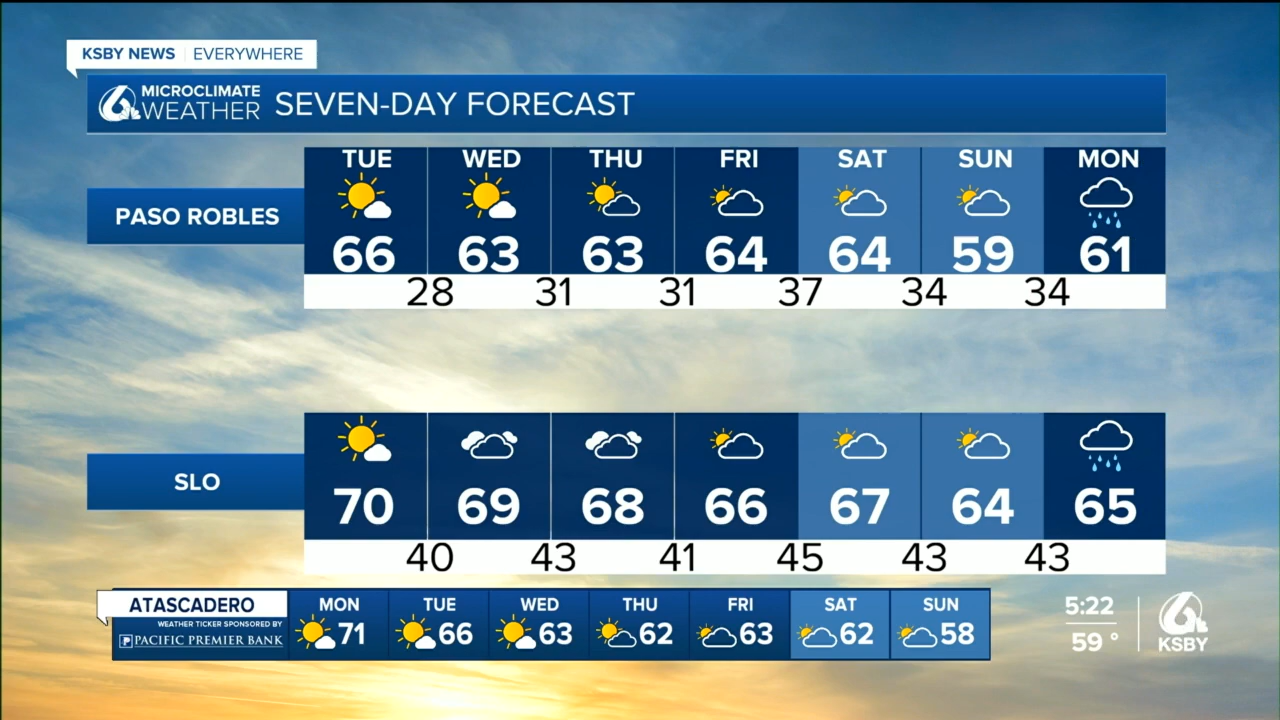 KSBY NEWS EVERYWHERE
6 MICROCLIMATE WEATHER SEVEN-DAY FORECAST
TUE WED THU FRI SAT SUN MON
PASO ROBLES
66 63 63 64 64 59 61
28 31 31 37 34 34
SLO
70 69 68 66 67 64 65
40 43 41 45 43 43
ATASCADERO
WEATHER TICKER SPONSORED BY
PACIFIC PREMIER BANK
MON TUE WED THU FRI SAT SUN
71 66 63 62 63 62 58
5:22
59 °
6
KSBY